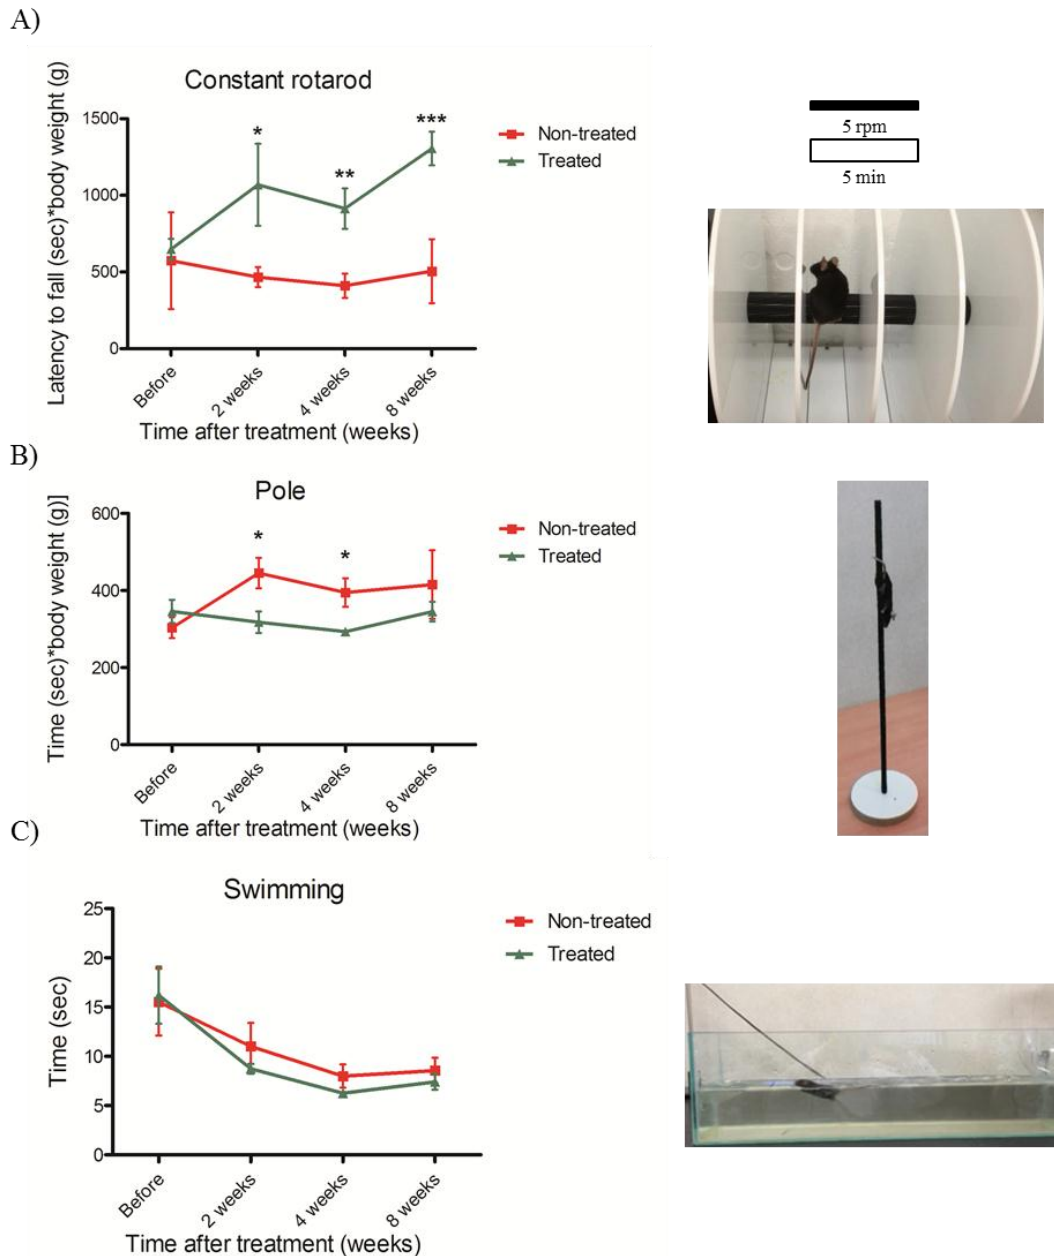 A)
Constant rotarod
Latency to fall (sec)*body weight (g)
1500
1000
500
0
*
**
***
Before
2 weeks
4 weeks
8 weeks
Time after treatment (weeks)
Non-treated
Treated
5 rpm
5 min
B)
Pole
Time (sec)*body weight (g)]
600
400
200
0
*
*
Before
2 weeks
4 weeks
8 weeks
Time after treatment (weeks)
Non-treated
Treated
C)
Swimming
Time (sec)
25
20
15
10
5
0
Before
2 weeks
4 weeks
8 weeks
Time after treatment (weeks)
Non-treated
Treated